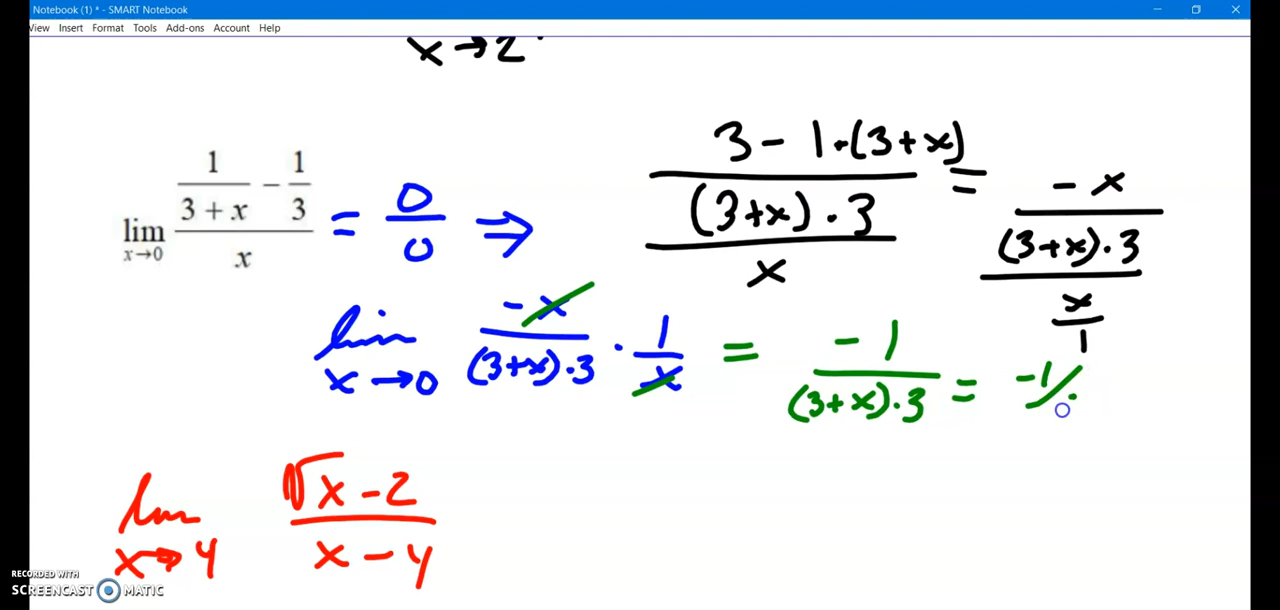 Notebook (1) * - SMART Notebook
View Insert Format Tools Add-ons Account Help
x → 2
lim x→0 (1/(3 + x) − 1/3)/x = 0/0 ⇒ ((3 - 1·(3+x))/((3+x)·3))/x = (-x/((3+x)·3))/(x/1)
lim x→0 -x/((3+x)·3) · 1/x = -1/((3+x)·3) = -1/
lim x→4 (√x - 2)/(x - 4)
RECORDED WITH
SCREENCAST MATIC